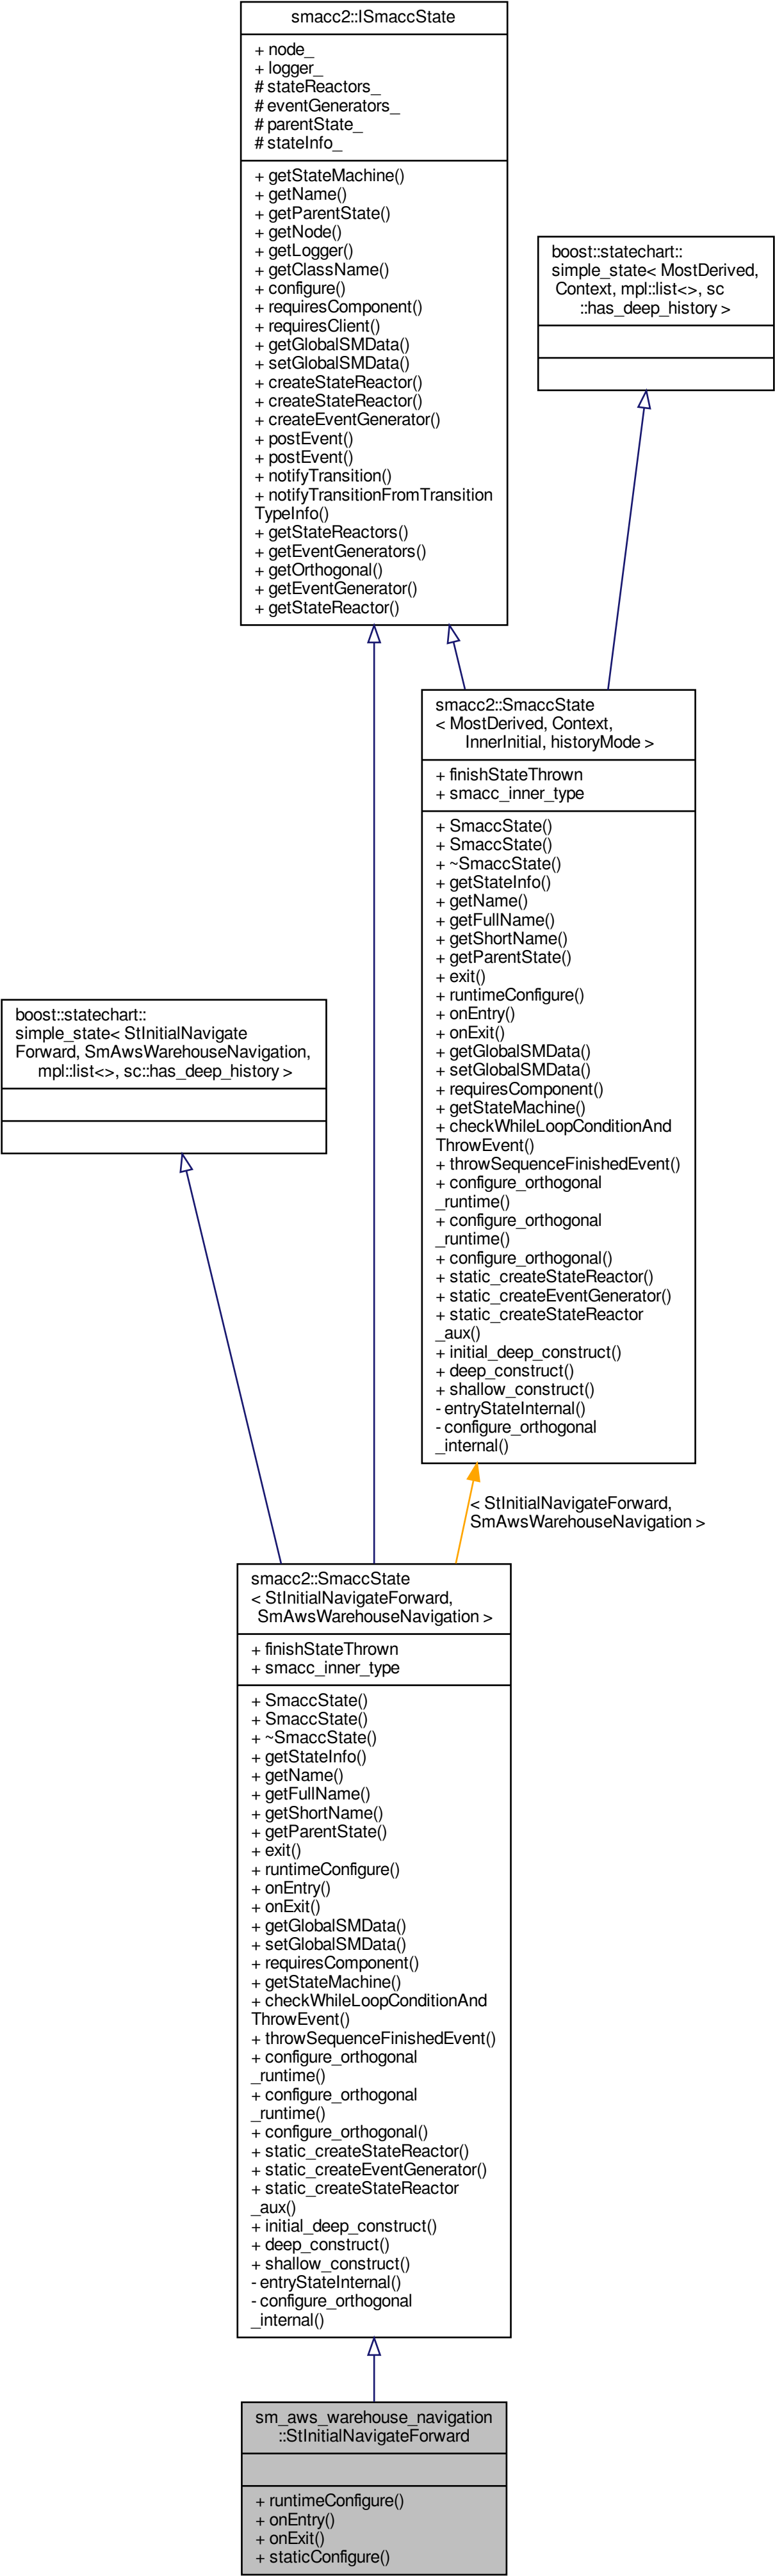 smacc2::ISmaccState
+ node_
+ logger_
# stateReactors_
# eventGenerators_
# parentState_
# stateInfo_
+ getStateMachine()
+ getName()
+ getParentState()
+ getNode()
+ getLogger()
+ getClassName()
+ configure()
+ requiresComponent()
+ requiresClient()
+ getGlobalSMData()
+ setGlobalSMData()
+ createStateReactor()
+ createStateReactor()
+ createEventGenerator()
+ postEvent()
+ postEvent()
+ notifyTransition()
+ notifyTransitionFromTransition
TypeInfo()
+ getStateReactors()
+ getEventGenerators()
+ getOrthogonal()
+ getEventGenerator()
+ getStateReactor()
boost::statechart::
simple_state< MostDerived,
Context, mpl::list<>, sc
::has_deep_history >
smacc2::SmaccState
< MostDerived, Context,
InnerInitial, historyMode >
+ finishStateThrown
+ smacc_inner_type
+ SmaccState()
+ SmaccState()
+ ~SmaccState()
+ getStateInfo()
+ getName()
+ getFullName()
+ getShortName()
+ getParentState()
+ exit()
+ runtimeConfigure()
+ onEntry()
+ onExit()
+ getGlobalSMData()
+ setGlobalSMData()
+ requiresComponent()
+ getStateMachine()
+ checkWhileLoopConditionAnd
ThrowEvent()
+ throwSequenceFinishedEvent()
+ configure_orthogonal
_runtime()
+ configure_orthogonal
_runtime()
+ configure_orthogonal()
+ static_createStateReactor()
+ static_createEventGenerator()
+ static_createStateReactor
_aux()
+ initial_deep_construct()
+ deep_construct()
+ shallow_construct()
- entryStateInternal()
- configure_orthogonal
_internal()
boost::statechart::
simple_state< StInitialNavigate
Forward, SmAwsWarehouseNavigation,
mpl::list<>, sc::has_deep_history >
< StInitialNavigateForward,
SmAwsWarehouseNavigation >
smacc2::SmaccState
< StInitialNavigateForward,
SmAwsWarehouseNavigation >
+ finishStateThrown
+ smacc_inner_type
+ SmaccState()
+ SmaccState()
+ ~SmaccState()
+ getStateInfo()
+ getName()
+ getFullName()
+ getShortName()
+ getParentState()
+ exit()
+ runtimeConfigure()
+ onEntry()
+ onExit()
+ getGlobalSMData()
+ setGlobalSMData()
+ requiresComponent()
+ getStateMachine()
+ checkWhileLoopConditionAnd
ThrowEvent()
+ throwSequenceFinishedEvent()
+ configure_orthogonal
_runtime()
+ configure_orthogonal
_runtime()
+ configure_orthogonal()
+ static_createStateReactor()
+ static_createEventGenerator()
+ static_createStateReactor
_aux()
+ initial_deep_construct()
+ deep_construct()
+ shallow_construct()
- entryStateInternal()
- configure_orthogonal
_internal()
sm_aws_warehouse_navigation
::StInitialNavigateForward
+ runtimeConfigure()
+ onEntry()
+ onExit()
+ staticConfigure()